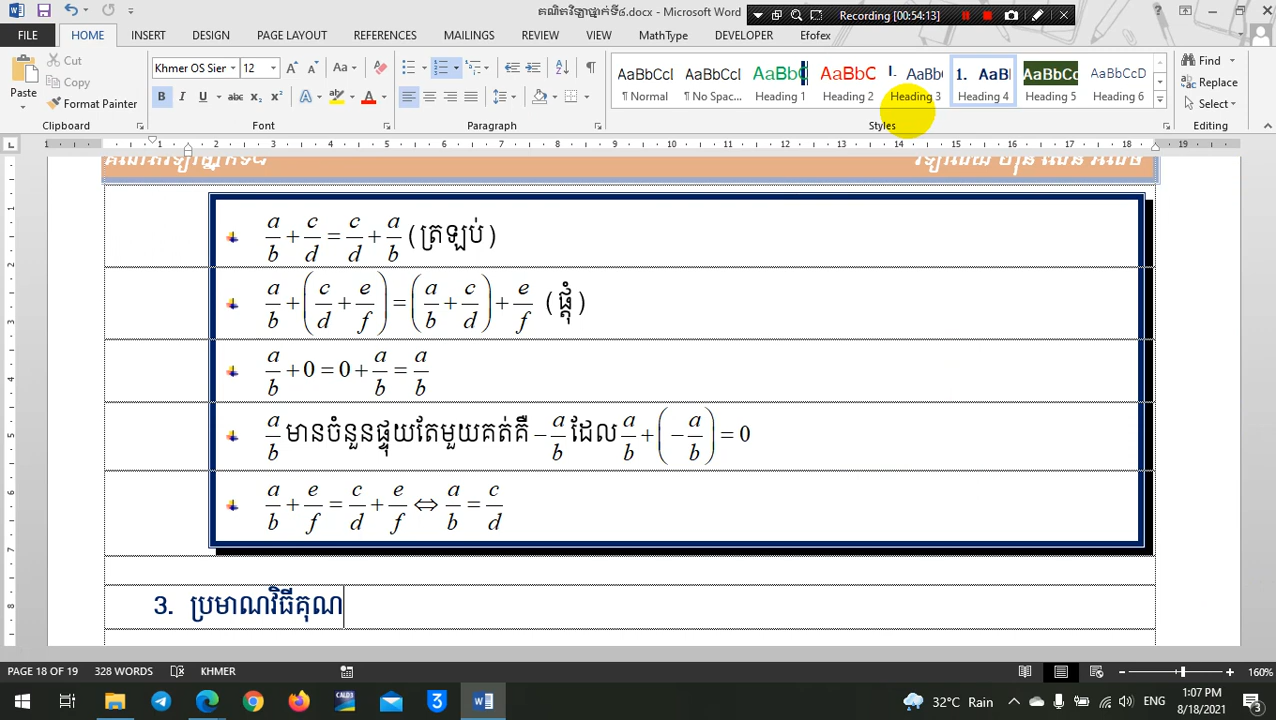 គណិតវិទ្យាថ្នាក់ទី៨.docx - Microsoft Word
Recording [00:54:13]
FILE HOME INSERT DESIGN PAGE LAYOUT REFERENCES MAILINGS REVIEW VIEW MathType DEVELOPER Efofex
Paste Cut Copy Format Painter
Khmer OS Sier 12
AaBbCcI ¶ Normal AaBbCcI ¶ No Spac... AaBbC Heading 1 AaBbC Heading 2 I. AaBb Heading 3 1. AaB Heading 4 AaBbCc Heading 5 AaBbCcD Heading 6
Find Replace Select
Clipboard Font Paragraph Styles Editing
a/b + c/d = c/d + a/b (ត្រឡប់)
a/b + (c/d + e/f) = (a/b + c/d) + e/f (ផ្តុំ)
a/b + 0 = 0 + a/b = a/b
a/b មានចំនួនផ្ទុយតែមួយគត់គឺ −a/b ដែល a/b + (−a/b) = 0
a/b + e/f = c/d + e/f ⇔ a/b = c/d
3. ប្រមាណវិធីគុណ
PAGE 18 OF 19 328 WORDS KHMER 160%
32°C Rain ENG 1:07 PM
8/18/2021